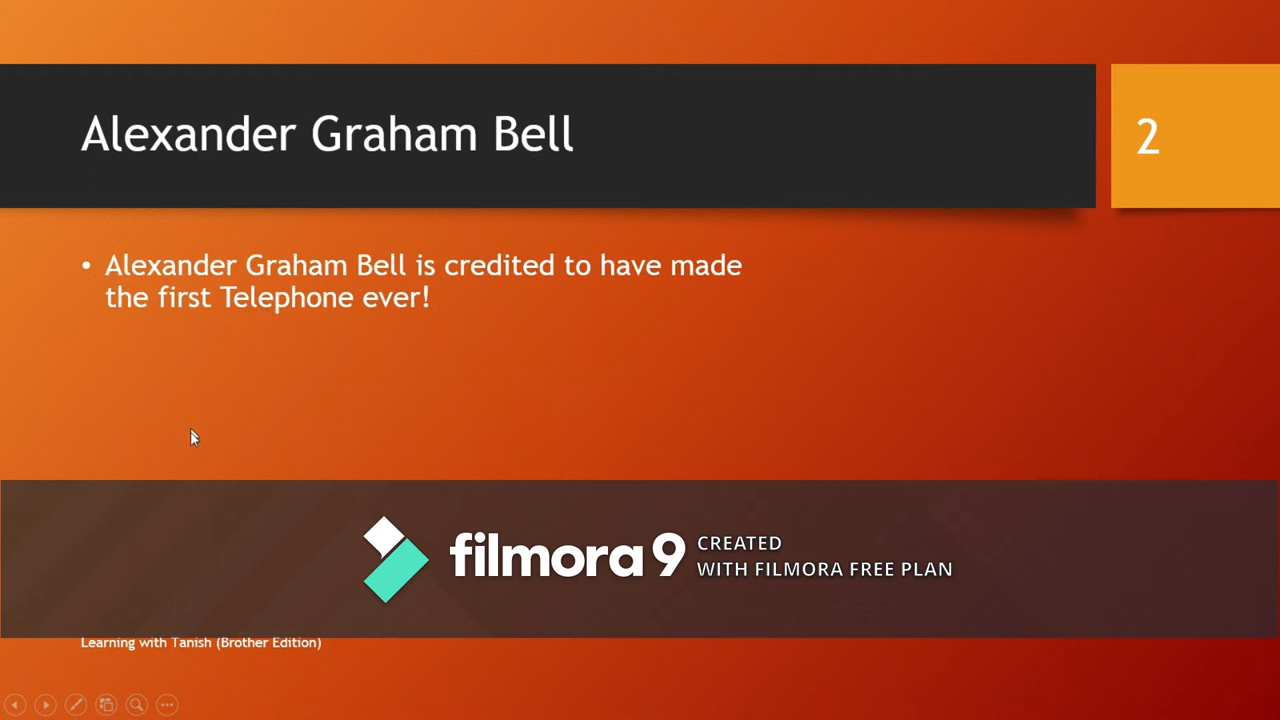 Alexander Graham Bell
2
• Alexander Graham Bell is credited to have made
the first Telephone ever!
filmora 9 CREATED
WITH FILMORA FREE PLAN
Learning with Tanish (Brother Edition)